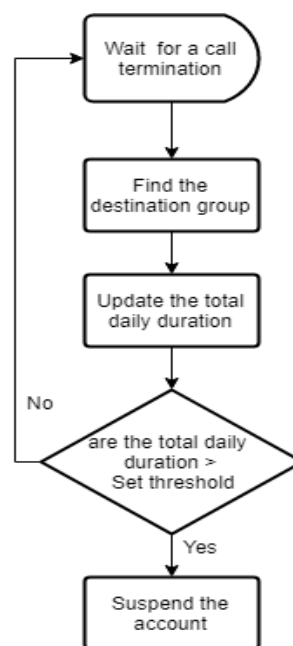 Wait for a call
termination
Find the
destination group
Update the total
daily duration
are the total daily
duration >
Set threshold
No
Yes
Suspend the
account